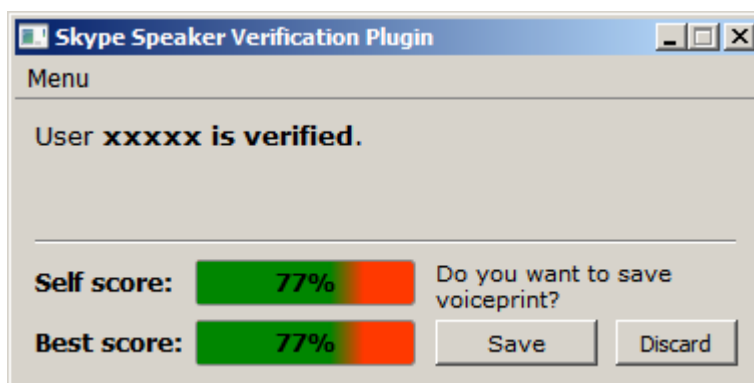 Skype Speaker Verification Plugin
Menu
User xxxxx is verified.
Self score: 77% Do you want to save
voiceprint?
Best score: 77% Save Discard